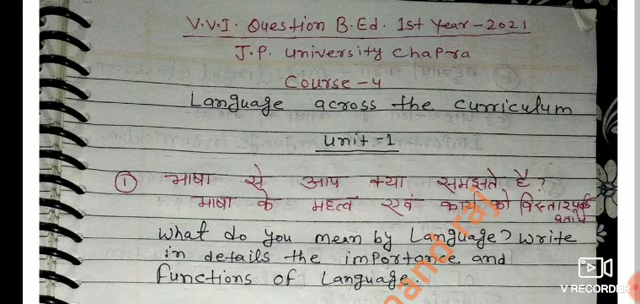 V.V.I. Question B.Ed. 1st Year-2021
J.P. University Chapra
Course-4
Language across the curriculum
Unit-1
① भाषा से आप क्या समझते है?
भाषा के महत्व एवं कार्य को विस्तारपूर्वक
बताएं
What do you mean by Language? Write
in details the importance and
functions of Language.
anand raj
V RECORDER